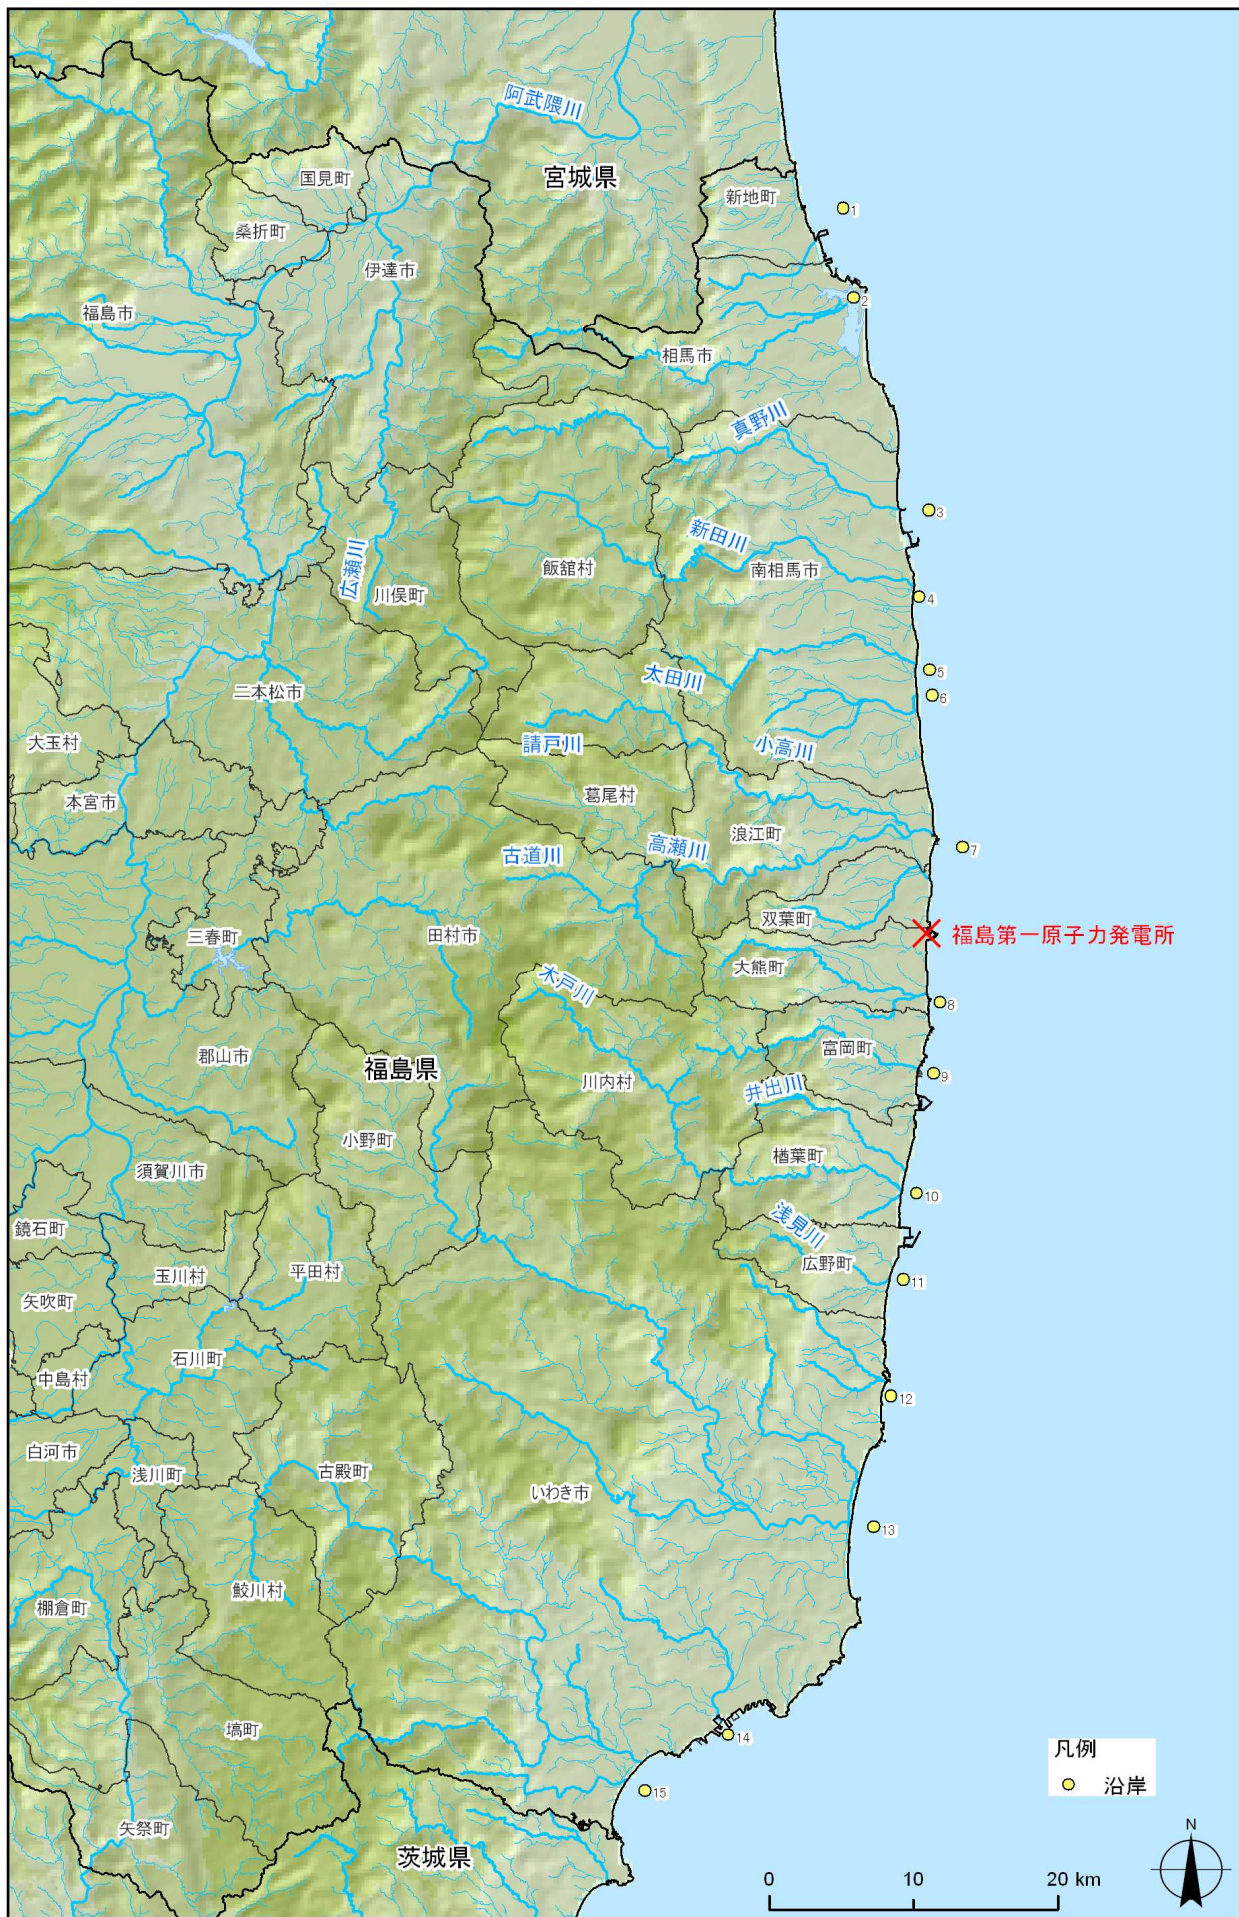 阿武隈川
宮城県
国見町
新地町
1
桑折町
伊達市
2
福島市
相馬市
真野川
3
新田川
飯舘村
南相馬市
広瀬川
川俣町
4
太田川
5
6
二本松市
請戸川
小高川
大玉村
葛尾村
本宮市
浪江町
高瀬川
古道川
7
双葉町
三春町
田村市
福島第一原子力発電所
大熊町
木戸川
8
郡山市
富岡町
福島県
川内村
9
井出川
小野町
楢葉町
須賀川市
10
鏡石町
浅見川
玉川村
平田村
広野町
11
矢吹町
石川町
中島村
12
白河市
浅川町
古殿町
いわき市
13
鮫川村
棚倉町
塙町
14
凡例
沿岸
15
矢祭町
茨城県
N
0 10 20 km